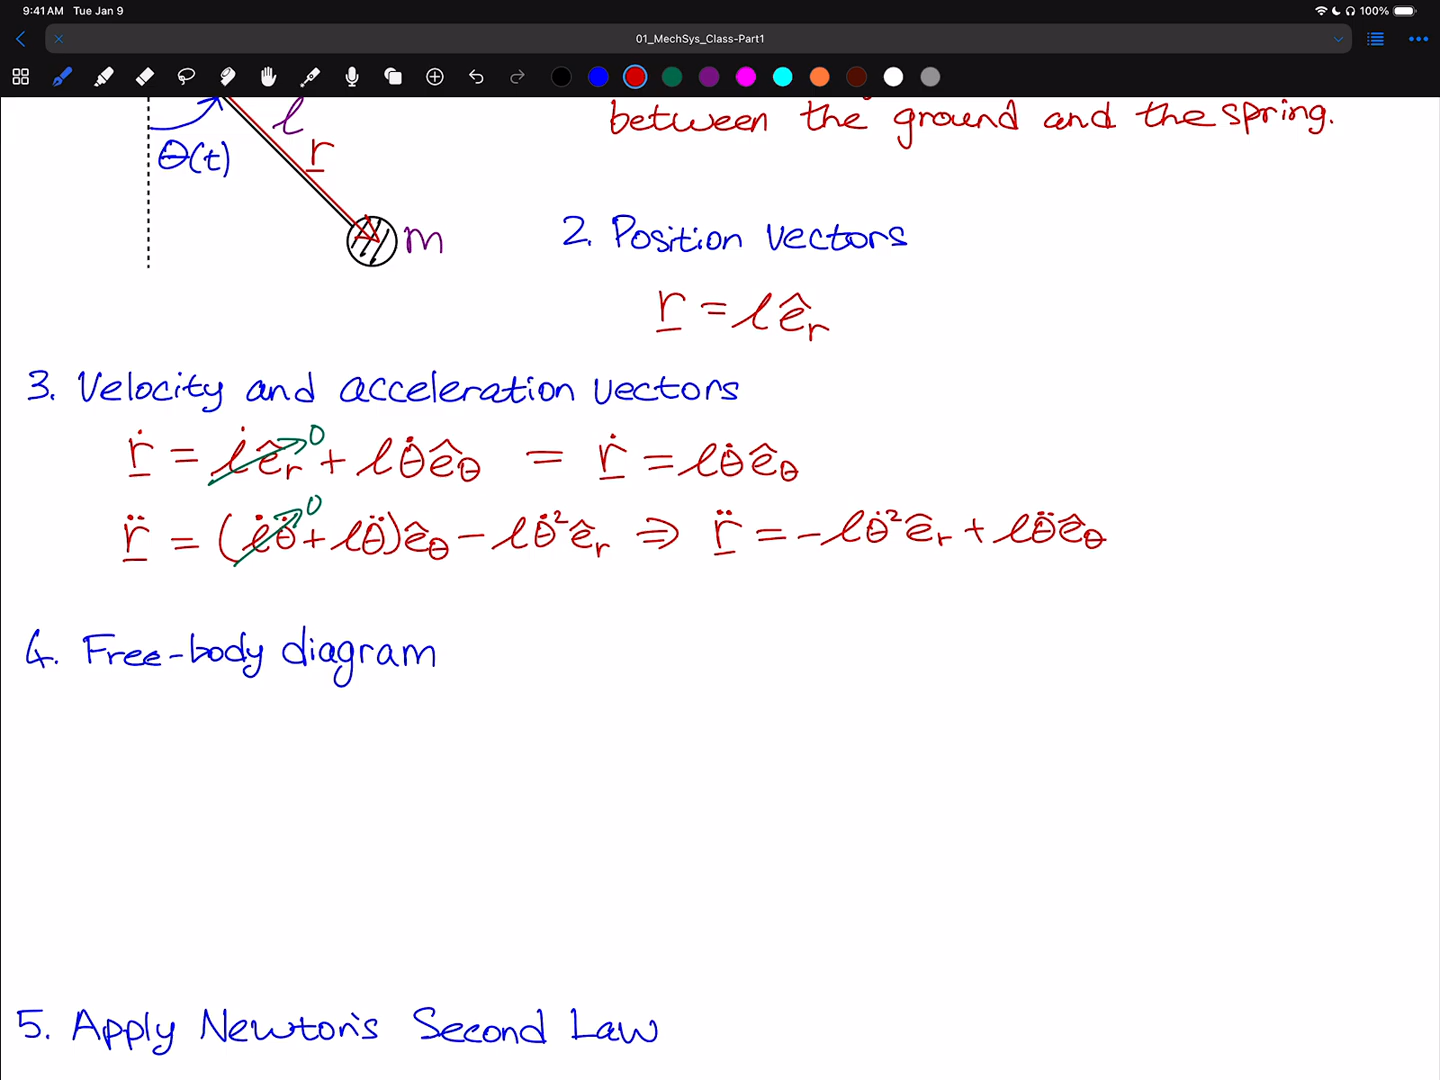 9:41 AM Tue Jan 9
100%
01_MechSys_Class-Part1
between the ground and the spring.
l
r
θ(t)
m
2. Position vectors
r = l ê_r
3. Velocity and acceleration vectors
ṙ = l̇ ê_r → 0 + l θ̇ ê_θ = ṙ = l θ̇ ê_θ
r̈ = (l̇ θ̈ → 0 + l θ̈) ê_θ − l θ̇² ê_r ⇒ r̈ = − l θ̇² ê_r + l θ̈ ê_θ
4. Free-body diagram
5. Apply Newton's Second Law